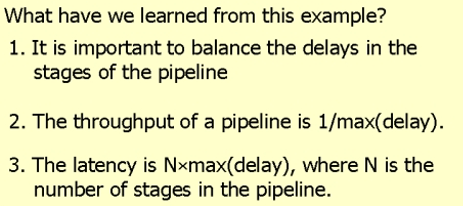 What have we learned from this example?
1. It is important to balance the delays in the
stages of the pipeline
2. The throughput of a pipeline is 1/max(delay).
3. The latency is N×max(delay), where N is the
number of stages in the pipeline.